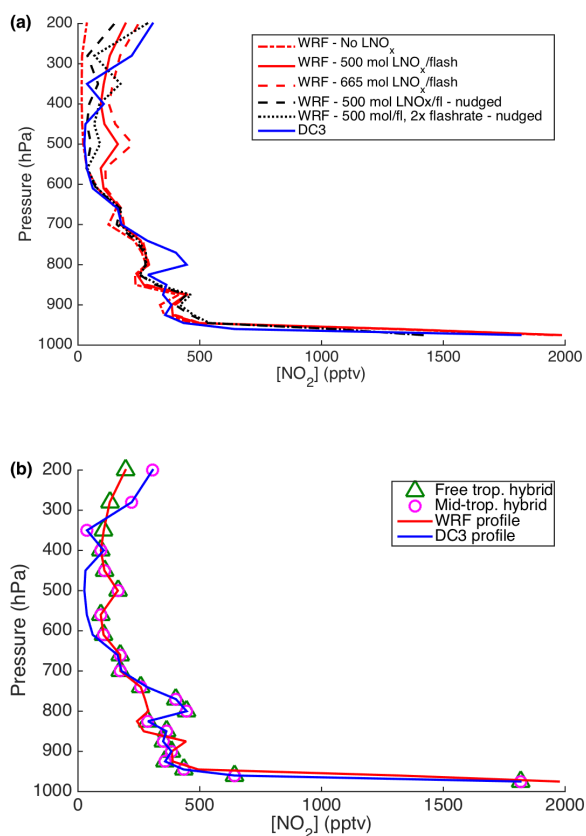 (a)
200
300
400
500
600
700
800
900
1000
Pressure (hPa)
WRF - No LNOx
WRF - 500 mol LNOx/flash
WRF - 665 mol LNOx/flash
WRF - 500 mol LNOx/fl - nudged
WRF - 500 mol/fl, 2x flashrate - nudged
DC3
0 500 1000 1500 2000
[NO2] (pptv)
(b)
200
300
400
500
600
700
800
900
1000
Pressure (hPa)
Free trop. hybrid
Mid-trop. hybrid
WRF profile
DC3 profile
0 500 1000 1500 2000
[NO2] (pptv)